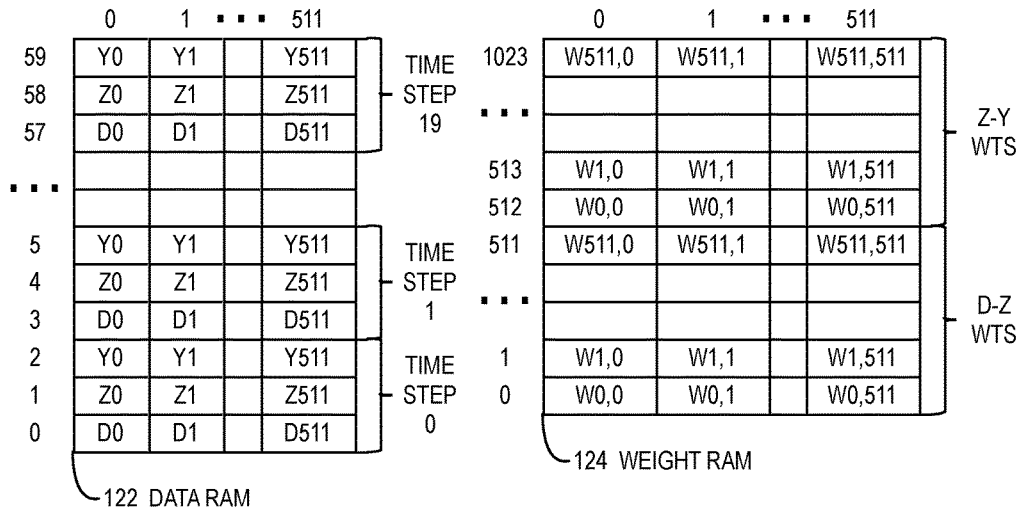 0 1 ▪ ▪ ▪ 511
59 Y0 Y1 Y511
58 Z0 Z1 Z511
57 D0 D1 D511
TIME
STEP
19
▪ ▪ ▪
5 Y0 Y1 Y511
4 Z0 Z1 Z511
3 D0 D1 D511
TIME
STEP
1
2 Y0 Y1 Y511
1 Z0 Z1 Z511
0 D0 D1 D511
TIME
STEP
0
122 DATA RAM
0 1 ▪ ▪ ▪ 511
1023 W511,0 W511,1 W511,511
▪ ▪ ▪
513 W1,0 W1,1 W1,511
512 W0,0 W0,1 W0,511
Z-Y
WTS
511 W511,0 W511,1 W511,511
▪ ▪ ▪
1 W1,0 W1,1 W1,511
0 W0,0 W0,1 W0,511
D-Z
WTS
124 WEIGHT RAM